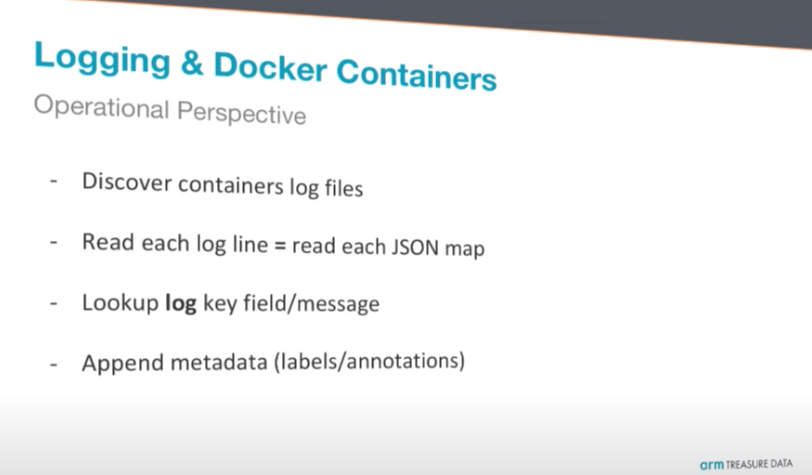 Logging & Docker Containers
Operational Perspective
- Discover containers log files
- Read each log line = read each JSON map
- Lookup log key field/message
- Append metadata (labels/annotations)
arm TREASURE DATA